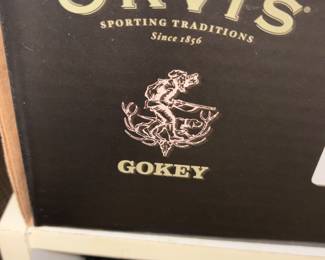 ORVIS®
SPORTING TRADITIONS
Since 1856
GOKEY